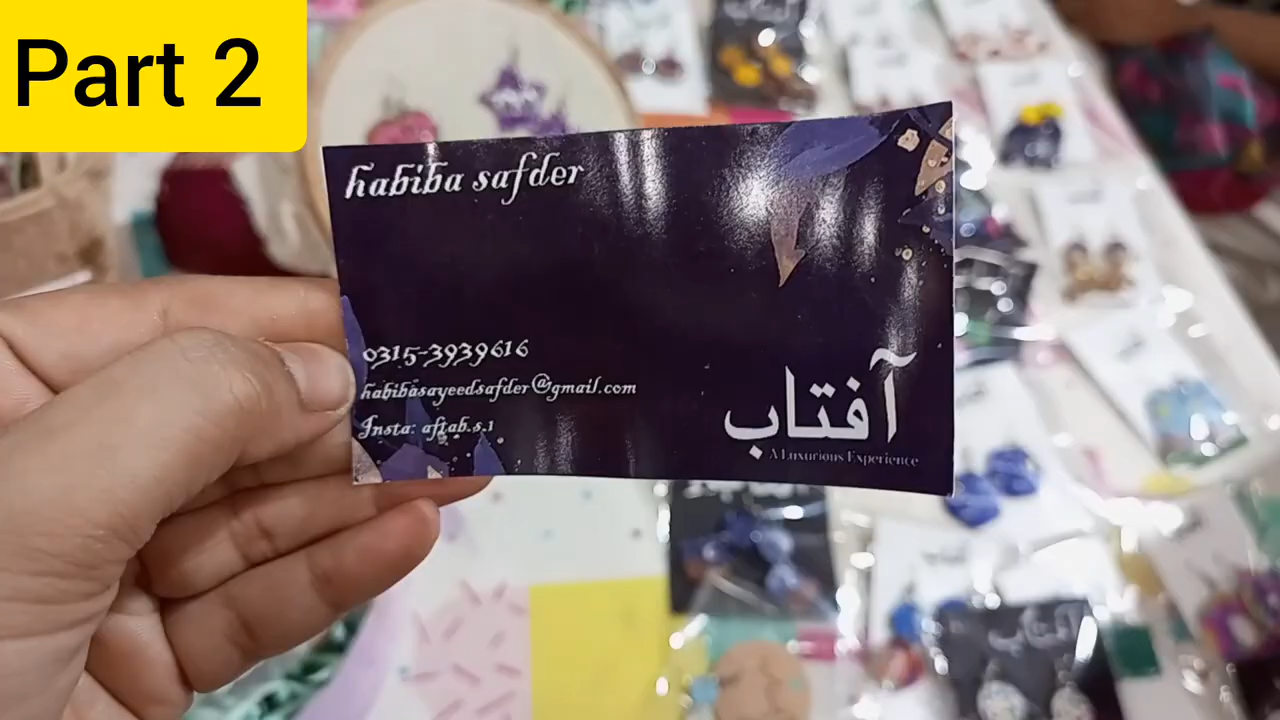 Part 2
habiba safder
0315-3939616
habibasayeedsafder@gmail.com
Insta: aftab.s.1
آفتاب
A Luxurious Experience